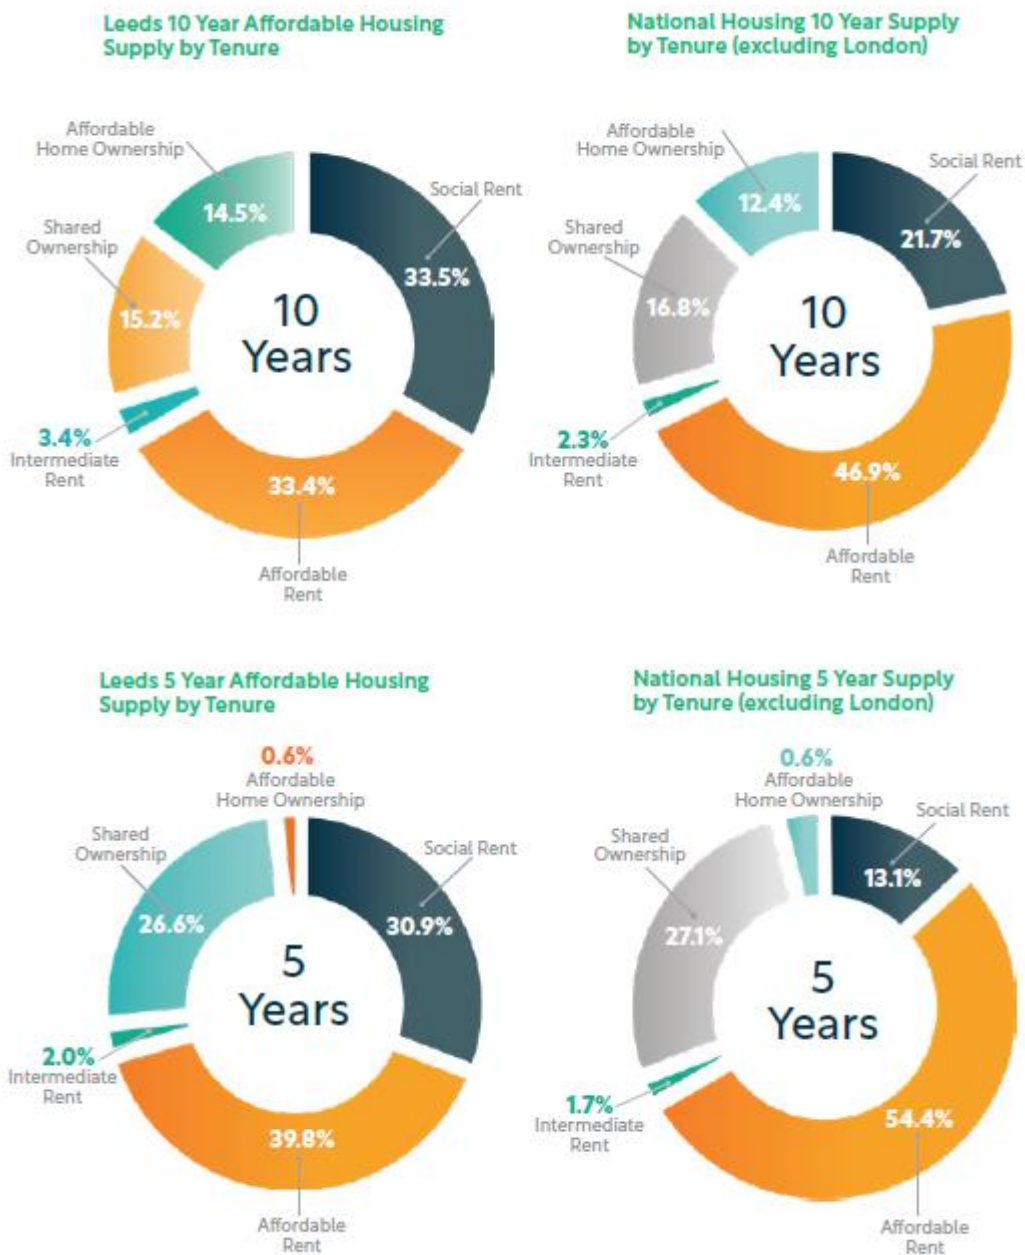 Leeds 10 Year Affordable Housing
Supply by Tenure
Affordable
Home Ownership
14.5%
Social Rent
33.5%
Shared
Ownership
15.2%
10
Years
3.4%
Intermediate
Rent
33.4%
Affordable
Rent
National Housing 10 Year Supply
by Tenure (excluding London)
Affordable
Home Ownership
12.4%
Social Rent
21.7%
Shared
Ownership
16.8%
10
Years
2.3%
Intermediate
Rent
46.9%
Affordable
Rent
Leeds 5 Year Affordable Housing
Supply by Tenure
0.6%
Affordable
Home Ownership
Shared
Ownership
Social Rent
26.6%
30.9%
5
Years
2.0%
Intermediate
Rent
39.8%
Affordable
Rent
National Housing 5 Year Supply
by Tenure (excluding London)
0.6%
Affordable
Home Ownership
Social Rent
Shared
Ownership
13.1%
27.1%
5
Years
1.7%
Intermediate
Rent
54.4%
Affordable
Rent